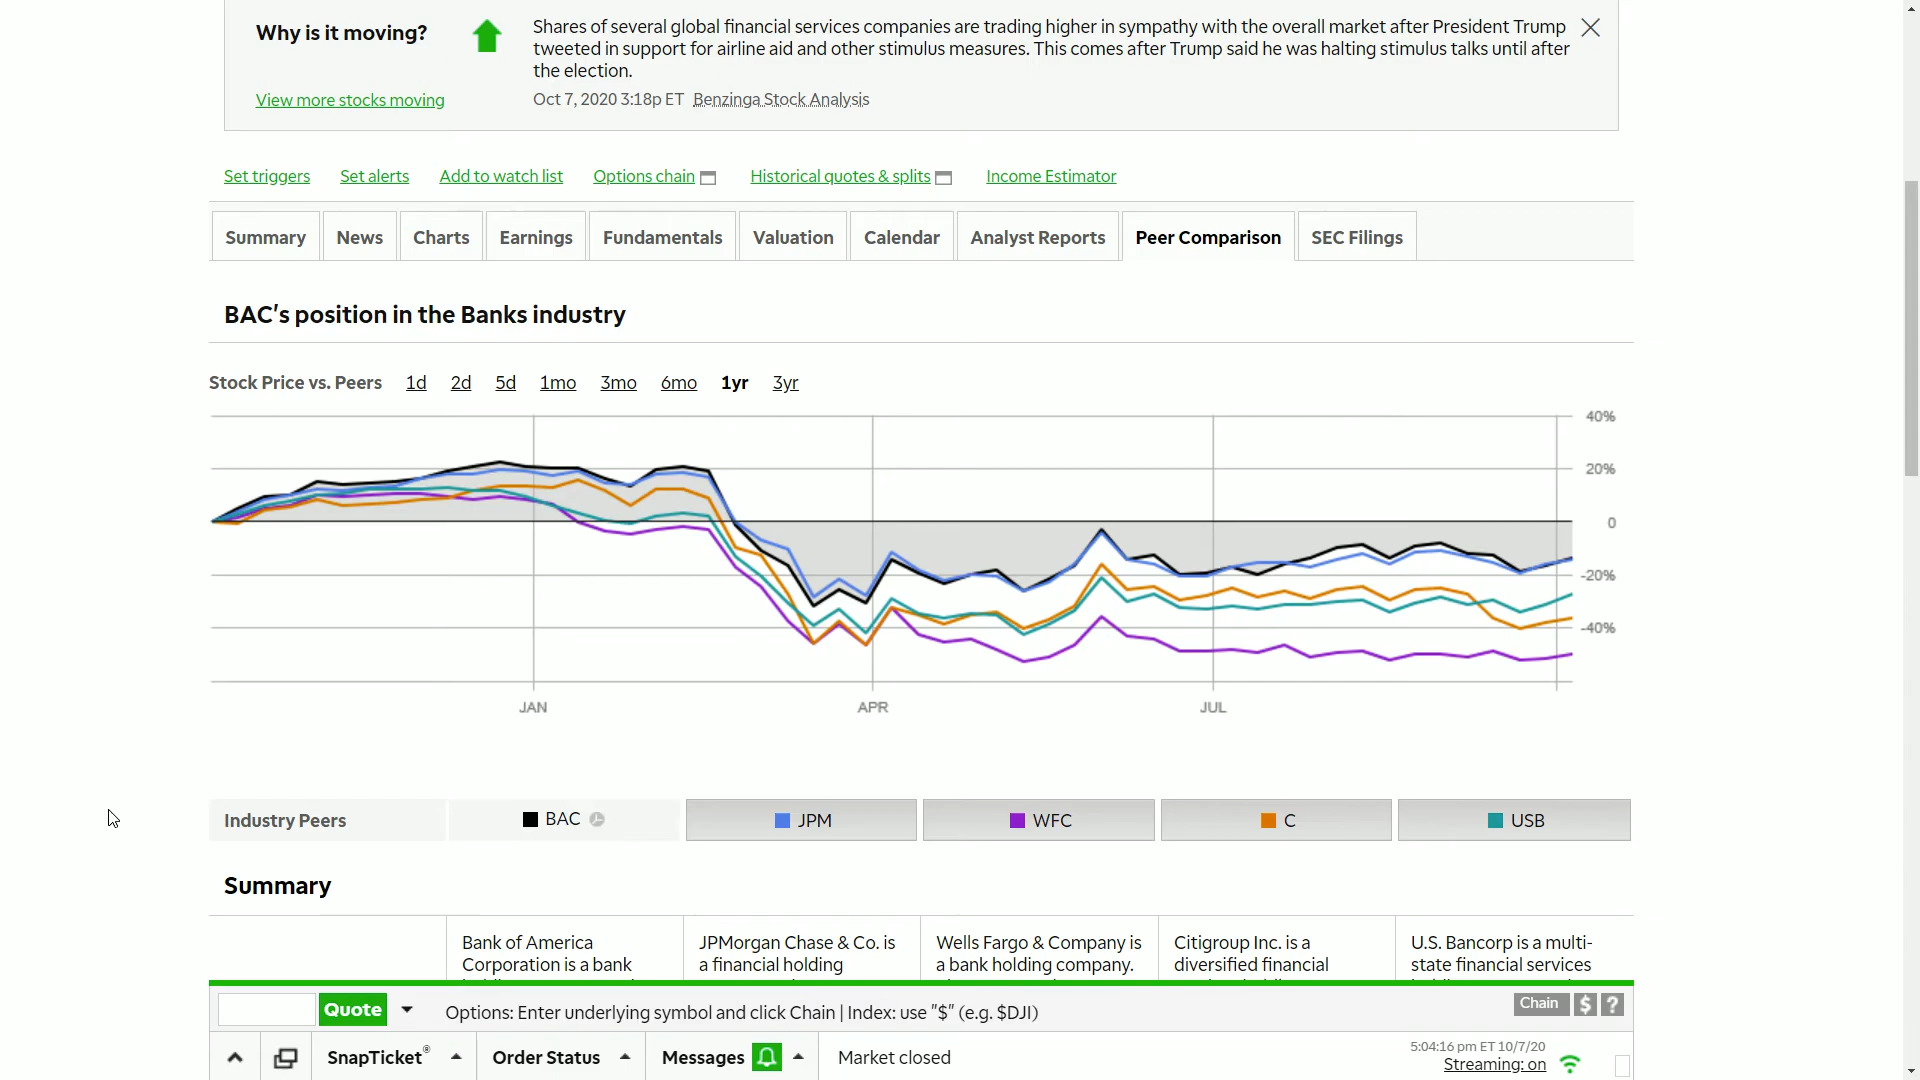 Why is it moving?
Shares of several global financial services companies are trading higher in sympathy with the overall market after President Trump
tweeted in support for airline aid and other stimulus measures. This comes after Trump said he was halting stimulus talks until after
the election.
View more stocks moving
Oct 7, 2020 3:18p ET Benzinga Stock Analysis
Set triggers Set alerts Add to watch list Options chain Historical quotes & splits Income Estimator
Summary News Charts Earnings Fundamentals Valuation Calendar Analyst Reports Peer Comparison SEC Filings
BAC's position in the Banks industry
Stock Price vs. Peers 1d 2d 5d 1mo 3mo 6mo 1yr 3yr
40%
20%
0
-20%
-40%
JAN APR JUL
Industry Peers BAC JPM WFC C USB
Summary
Bank of America JPMorgan Chase & Co. is Wells Fargo & Company is Citigroup Inc. is a U.S. Bancorp is a multi-
Corporation is a bank a financial holding a bank holding company. diversified financial state financial services
Quote Options: Enter underlying symbol and click Chain | Index: use "$" (e.g. $DJI) Chain $ ?
SnapTicket® Order Status Messages Market closed
5:04:16 pm ET 10/7/20
Streaming: on